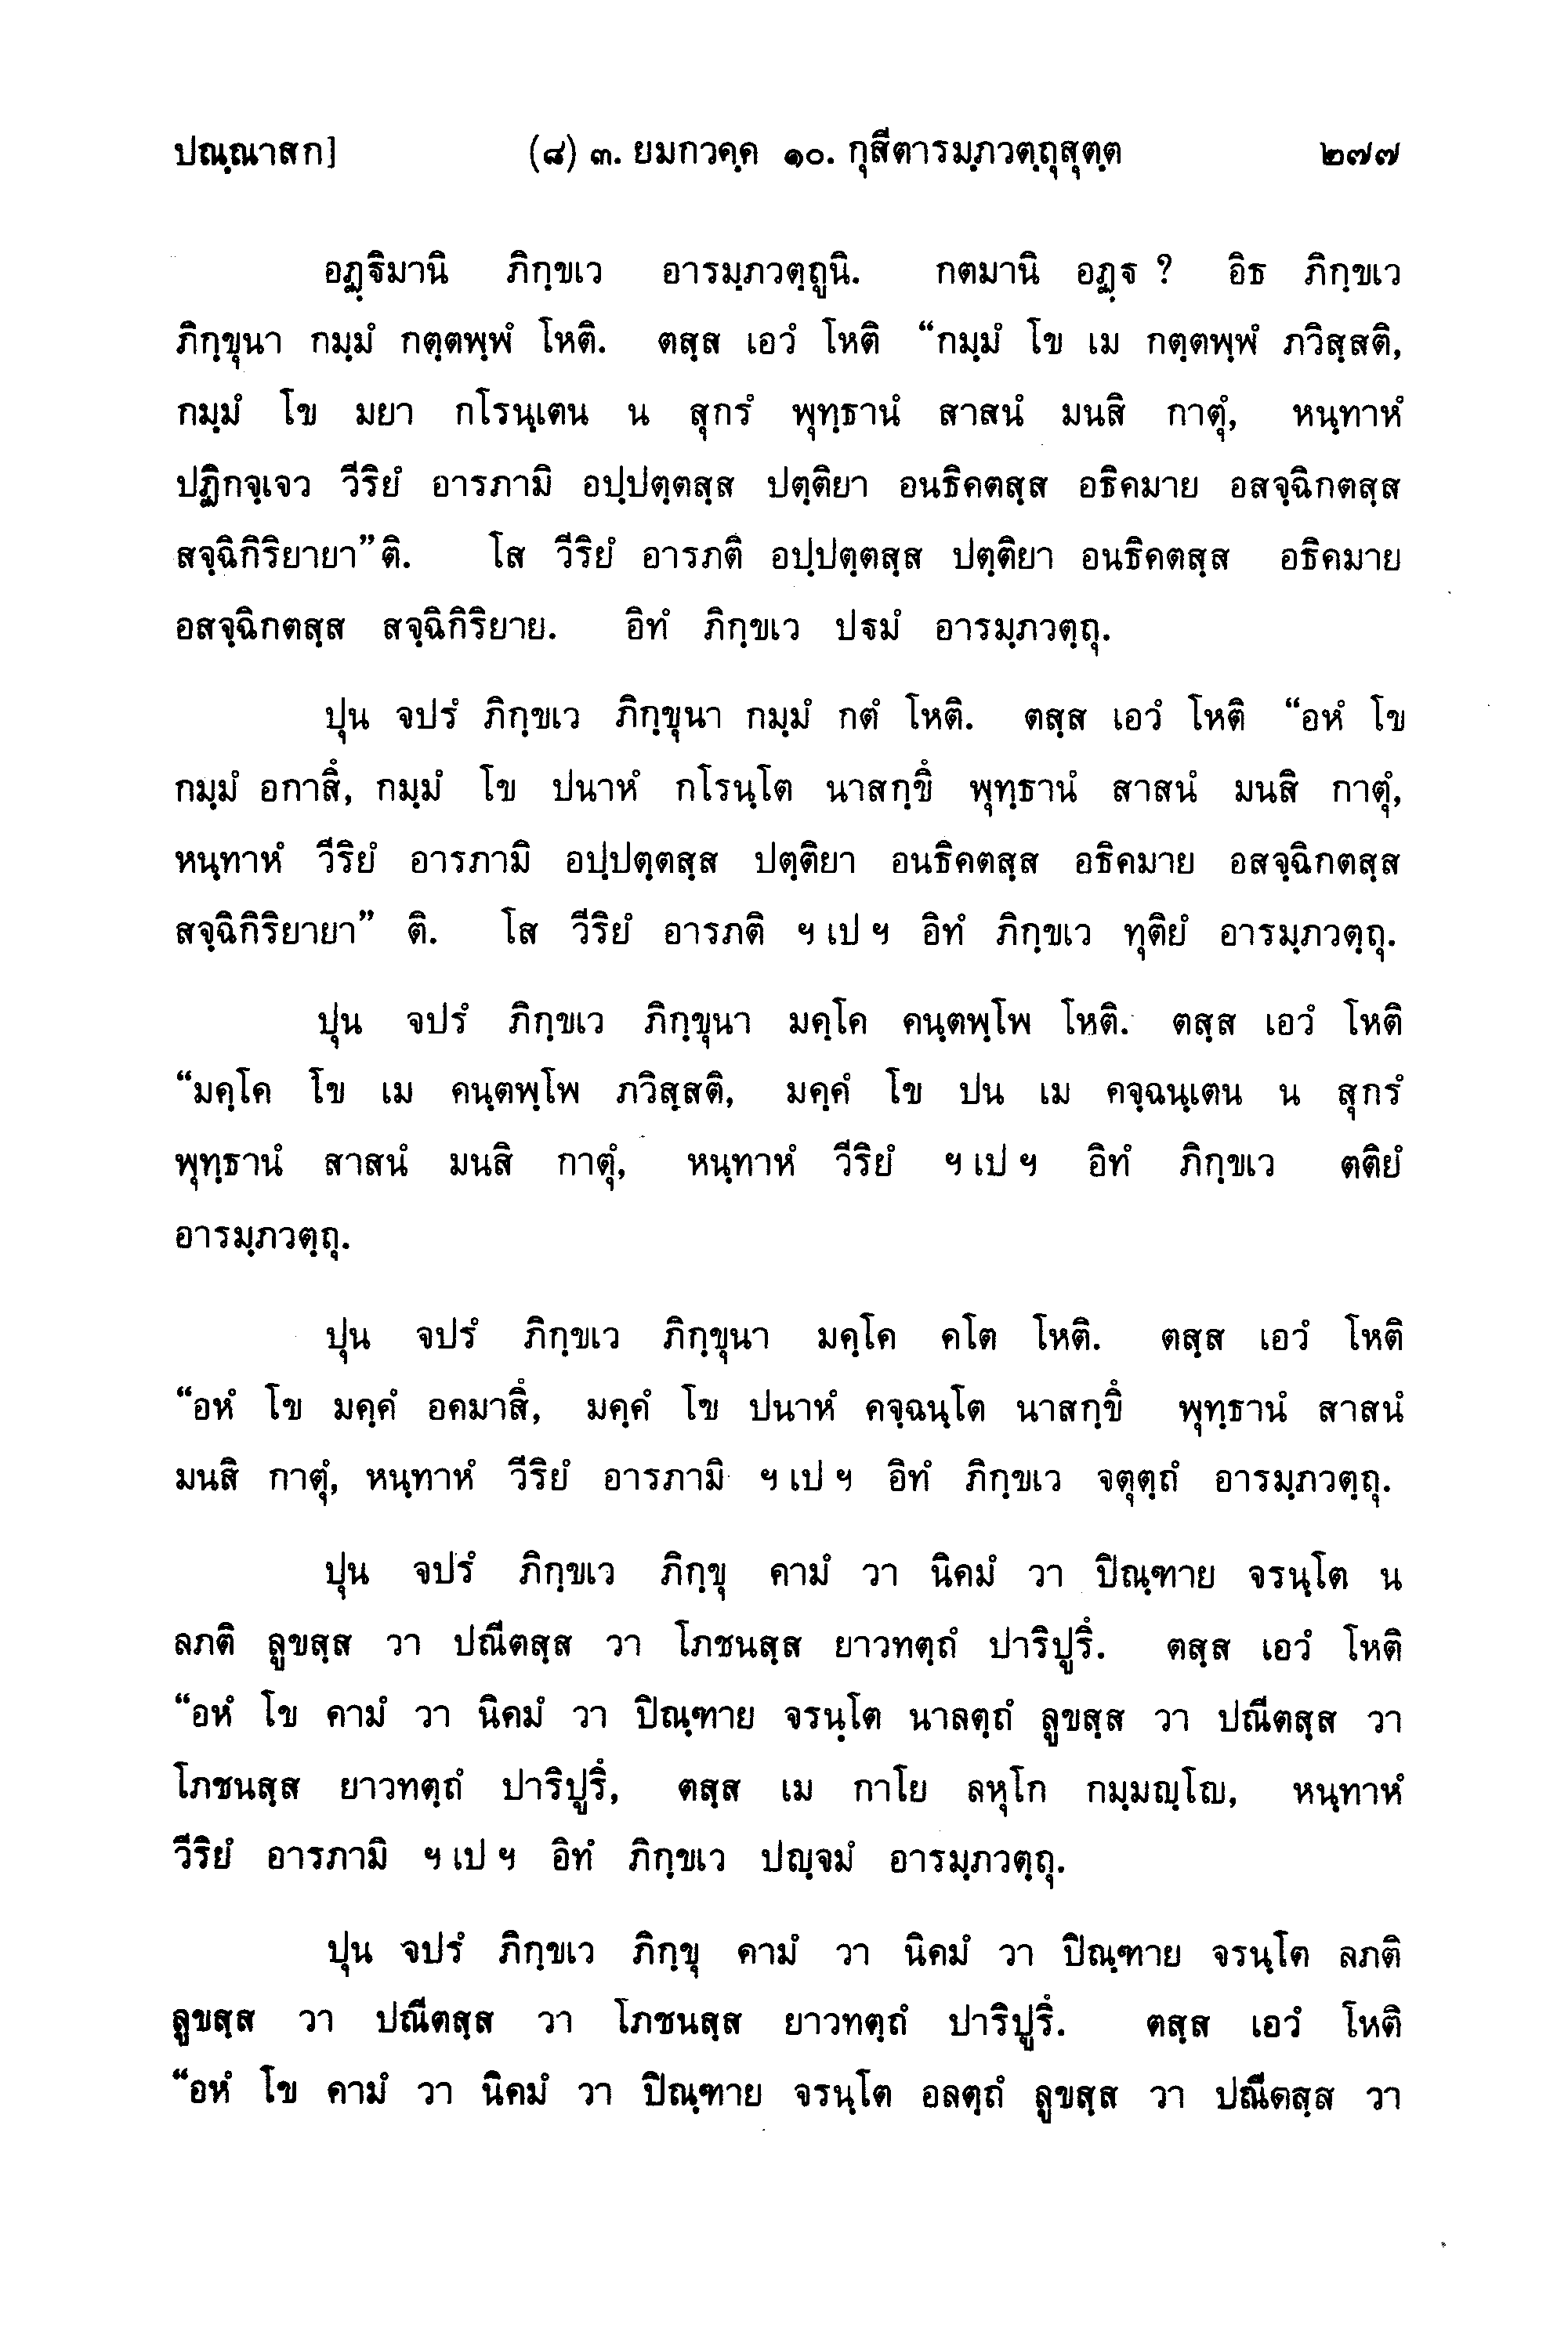 ปณฺณาสก] (๘) ๓. ยมกวคฺค ๑๐. กุสีตารมฺภวตฺถุสุตฺต ๒๗๗
อฏฺฐิมานิ ภิกฺขเว อารมฺภวตฺถูนิ. กตมานิ อฏฺฐ ? อิธ ภิกฺขเว
ภิกฺขุนา กมฺมํ กตฺตพฺพํ โหติ. ตสฺส เอวํ โหติ “กมฺมํ โข เม กตฺตพฺพํ ภวิสฺสติ,
กมฺมํ โข มยา กโรนฺเตน น สุกรํ พุทฺธานํ สาสนํ มนสิ กาตุํ, หนฺทาหํ
ปฏิกจฺเจว วีริยํ อารภามิ อปฺปตฺตสฺส ปตฺติยา อนธิคตสฺส อธิคมาย อสจฺฉิกตสฺส
สจฺฉิกิริยายา”ติ. โส วีริยํ อารภติ อปฺปตฺตสฺส ปตฺติยา อนธิคตสฺส อธิคมาย
อสจฺฉิกตสฺส สจฺฉิกิริยาย. อิทํ ภิกฺขเว ปฐมํ อารมฺภวตฺถุ.
ปุน จปรํ ภิกฺขเว ภิกฺขุนา กมฺมํ กตํ โหติ. ตสฺส เอวํ โหติ “อหํ โข
กมฺมํ อกาสึ, กมฺมํ โข ปนาหํ กโรนฺโต นาสกฺขึ พุทฺธานํ สาสนํ มนสิ กาตุํ,
หนฺทาหํ วีริยํ อารภามิ อปฺปตฺตสฺส ปตฺติยา อนธิคตสฺส อธิคมาย อสจฺฉิกตสฺส
สจฺฉิกิริยายา” ติ. โส วีริยํ อารภติ ฯ เป ฯ อิทํ ภิกฺขเว ทุติยํ อารมฺภวตฺถุ.
ปุน จปรํ ภิกฺขเว ภิกฺขุนา มคฺโค คนฺตพฺโพ โหติ. ตสฺส เอวํ โหติ
“มคฺโค โข เม คนฺตพฺโพ ภวิสฺสติ, มคฺคํ โข ปน เม คจฺฉนฺเตน น สุกรํ
พุทฺธานํ สาสนํ มนสิ กาตุํ, หนฺทาหํ วีริยํ ฯ เป ฯ อิทํ ภิกฺขเว ตติยํ
อารมฺภวตฺถุ.
ปุน จปรํ ภิกฺขเว ภิกฺขุนา มคฺโค คโต โหติ. ตสฺส เอวํ โหติ
“อหํ โข มคฺคํ อคมาสึ, มคฺคํ โข ปนาหํ คจฺฉนฺโต นาสกฺขึ พุทฺธานํ สาสนํ
มนสิ กาตุํ, หนฺทาหํ วีริยํ อารภามิ ฯ เป ฯ อิทํ ภิกฺขเว จตุตฺถํ อารมฺภวตฺถุ.
ปุน จปรํ ภิกฺขเว ภิกฺขุ คามํ วา นิคมํ วา ปิณฺฑาย จรนฺโต น
ลภติ ลูขสฺส วา ปณีตสฺส วา โภชนสฺส ยาวทตฺถํ ปาริปูรึ. ตสฺส เอวํ โหติ
“อหํ โข คามํ วา นิคมํ วา ปิณฺฑาย จรนฺโต นาลตฺถํ ลูขสฺส วา ปณีตสฺส วา
โภชนสฺส ยาวทตฺถํ ปาริปูรึ, ตสฺส เม กาโย ลหุโก กมฺมญฺโญ, หนฺทาหํ
วีริยํ อารภามิ ฯ เป ฯ อิทํ ภิกฺขเว ปญฺจมํ อารมฺภวตฺถุ.
ปุน จปรํ ภิกฺขเว ภิกฺขุ คามํ วา นิคมํ วา ปิณฺฑาย จรนฺโต ลภติ
ลูขสฺส วา ปณีตสฺส วา โภชนสฺส ยาวทตฺถํ ปาริปูรึ. ตสฺส เอวํ โหติ
“อหํ โข คามํ วา นิคมํ วา ปิณฺฑาย จรนฺโต อลตฺถํ ลูขสฺส วา ปณีตสฺส วา